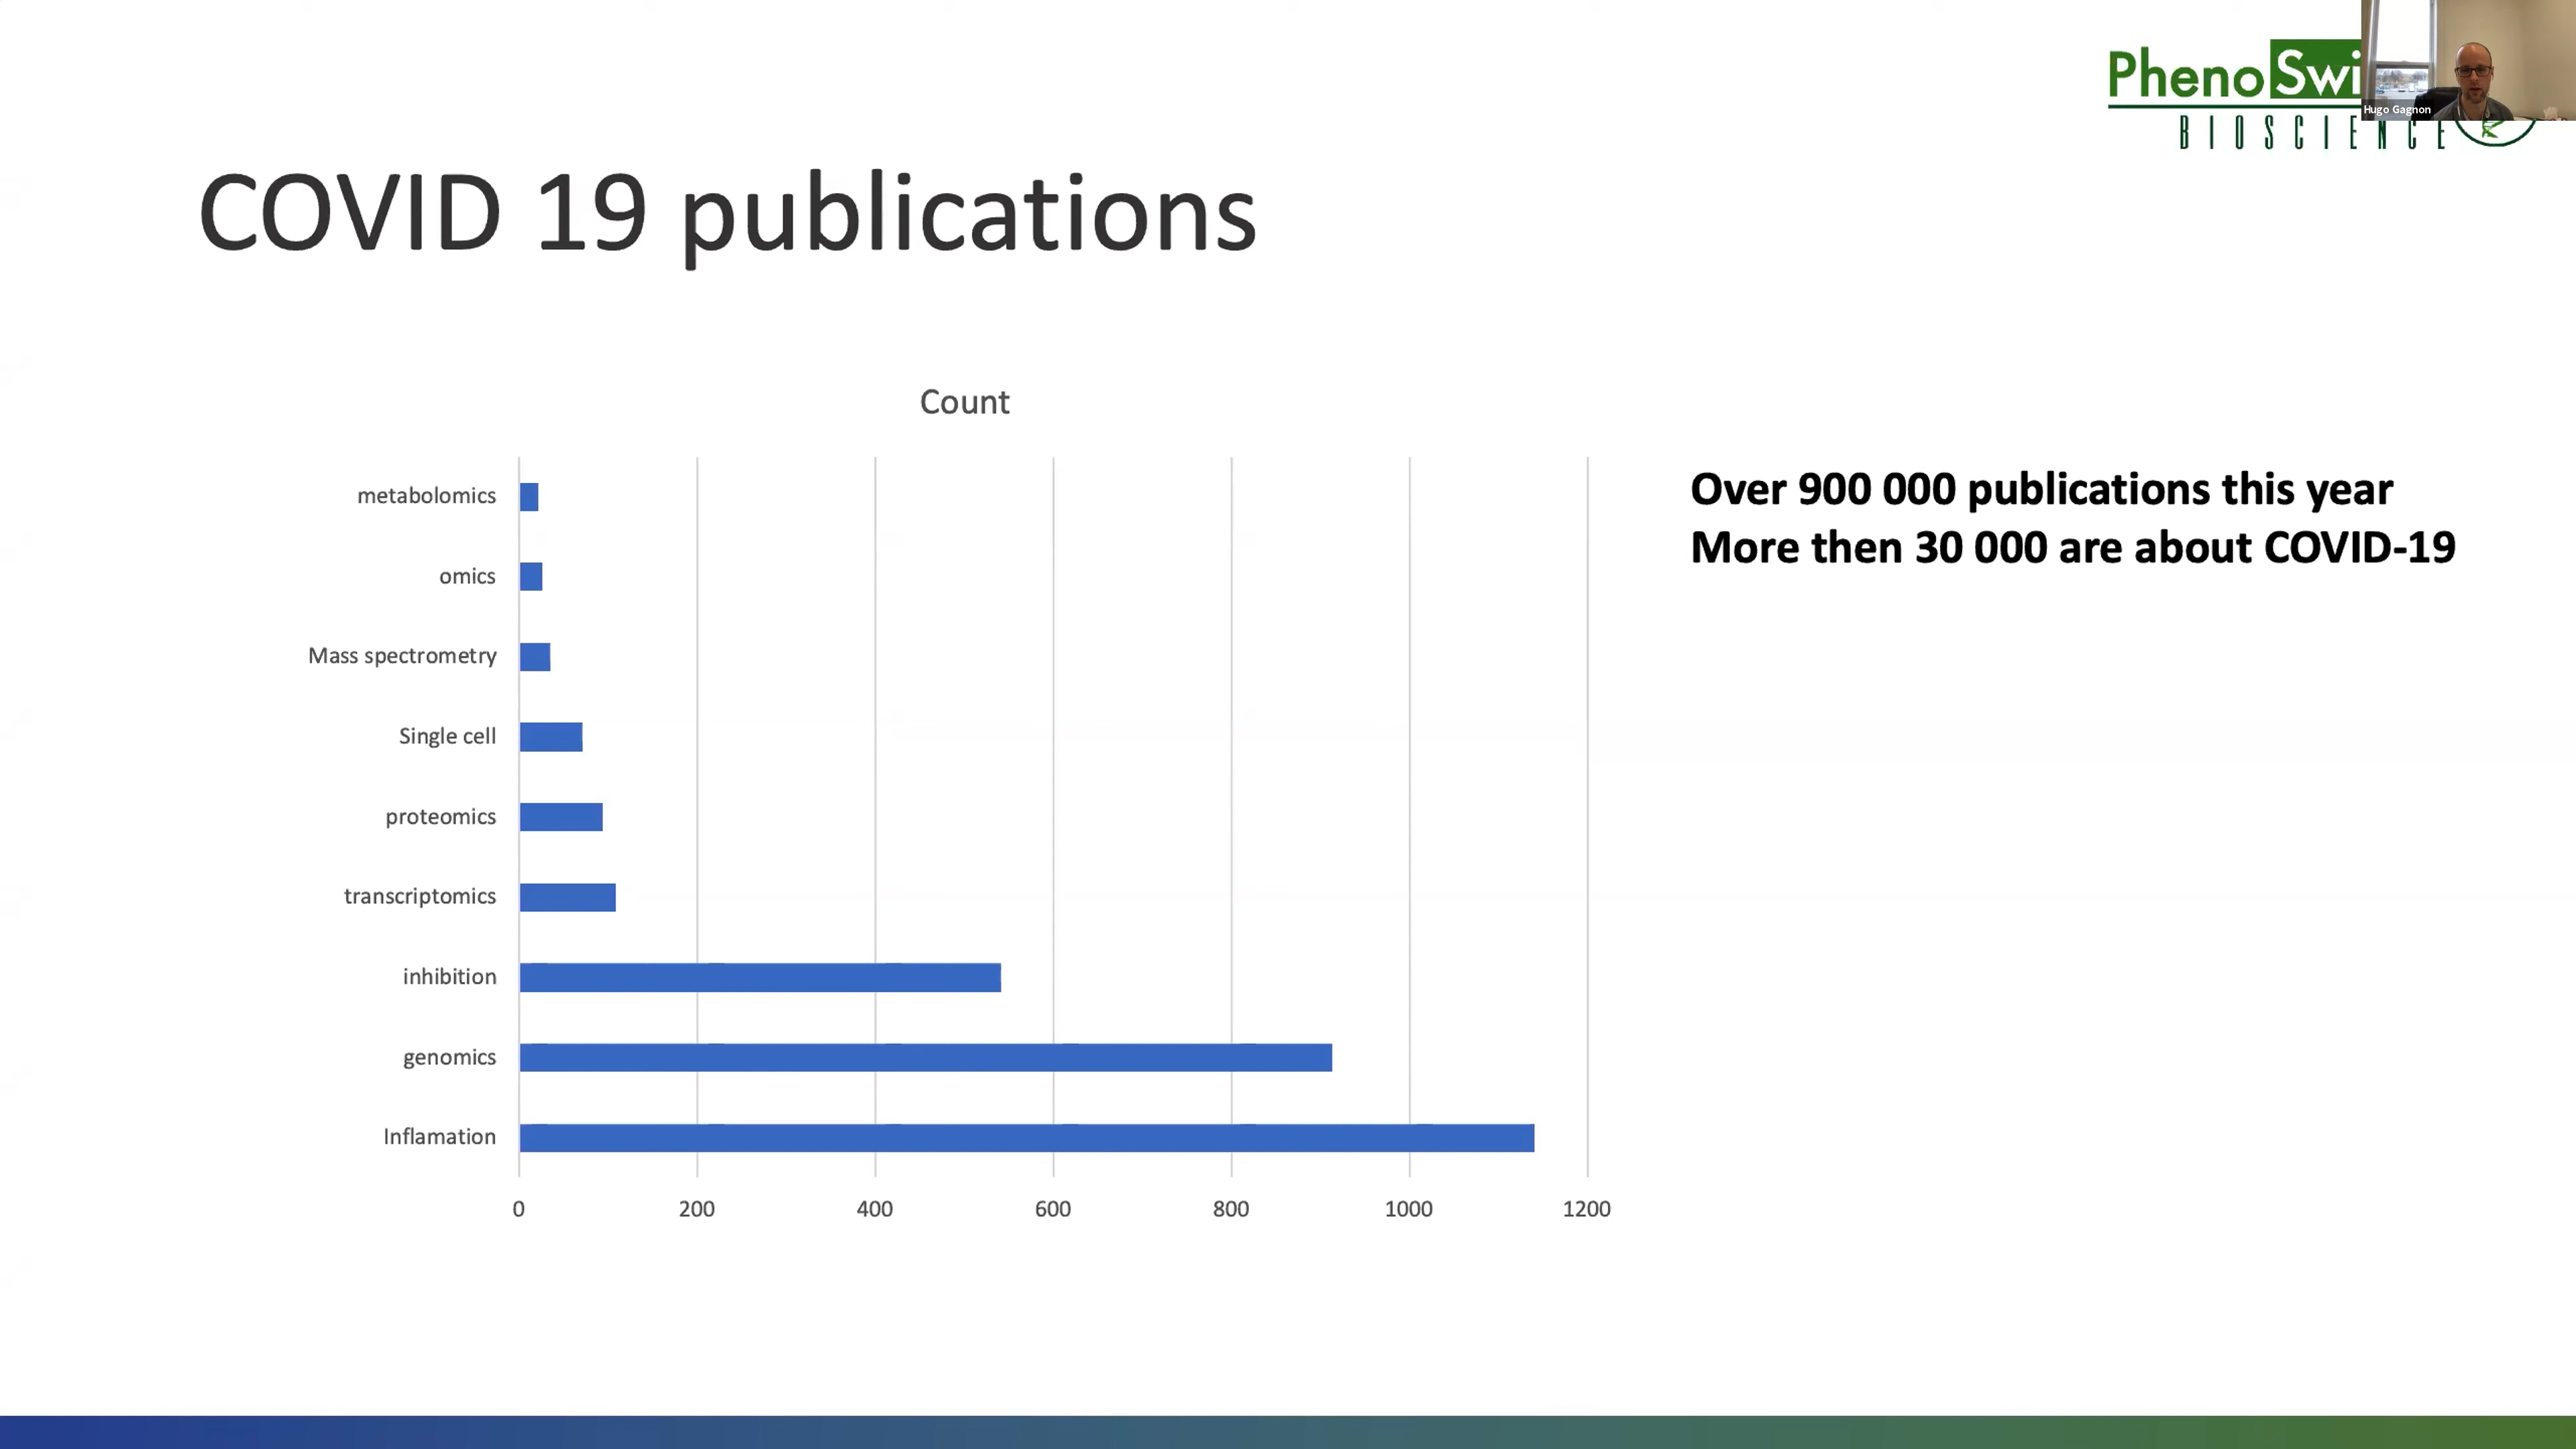 Pheno Swi
BIOSCIENCE
Hugo Gagnon
COVID 19 publications
Count
metabolomics
omics
Mass spectrometry
Single cell
proteomics
transcriptomics
inhibition
genomics
Inflamation
0 200 400 600 800 1000 1200
Over 900 000 publications this year
More then 30 000 are about COVID-19